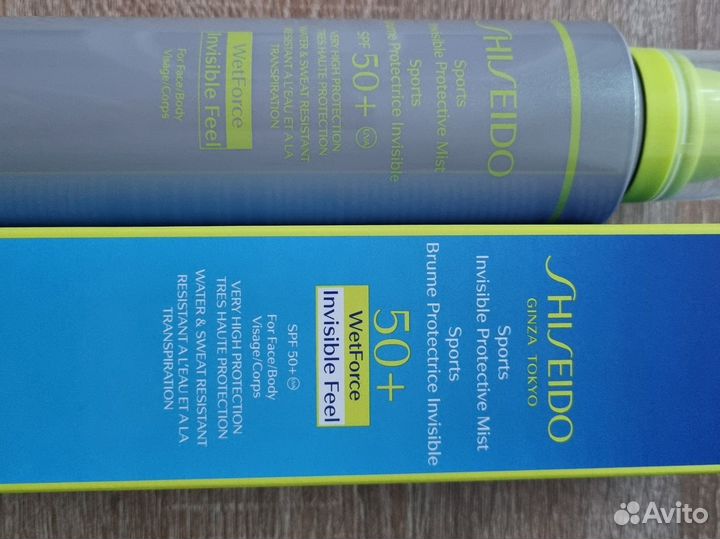 SHISEIDO
Sports
Invisible Protective Mist
Sports
Brume Protectrice Invisible
SPF 50+ UVA
VERY HIGH PROTECTION
TRES HAUTE PROTECTION
WATER & SWEAT RESISTANT
RESISTANT A L'EAU ET A LA
TRANSPIRATION
WetForce
Invisible Feel
For Face/Body
Visage/Corps
SHISEIDO
GINZA TOKYO
Sports
Invisible Protective Mist
Sports
Brume Protectrice Invisible
50+
WetForce
Invisible Feel
SPF 50+ UVA
For Face/Body
Visage/Corps
VERY HIGH PROTECTION
TRES HAUTE PROTECTION
WATER & SWEAT RESISTANT
RESISTANT A L'EAU ET A LA
TRANSPIRATION
Avito